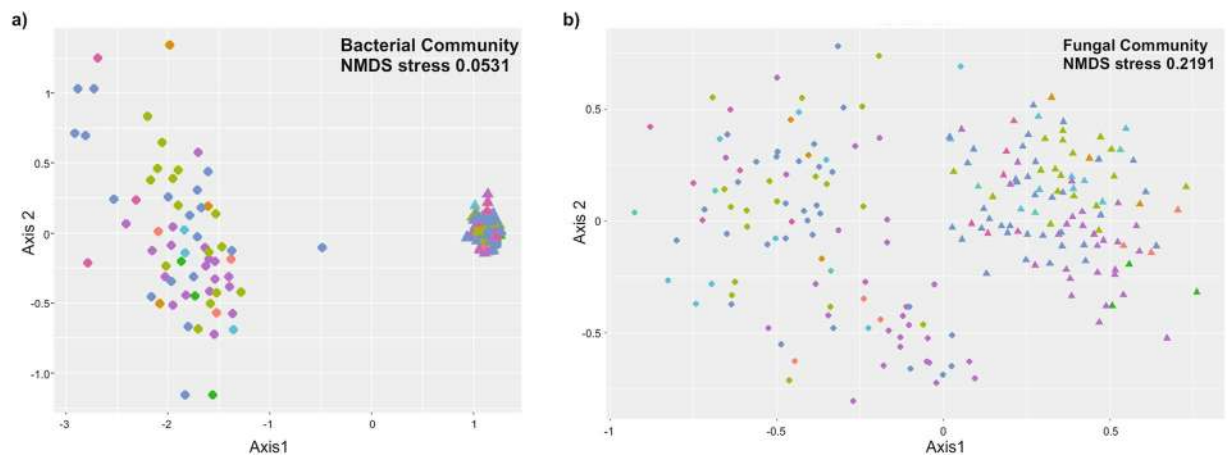 a)
Bacterial Community
NMDS stress 0.0531
1
0.5
0
-0.5
-1.0
Axis 2
-3
-2
-1
0
1
Axis1
b)
Fungal Community
NMDS stress 0.2191
0.5
0
-0.5
Axis 2
-1
-0.5
0
0.5
Axis1